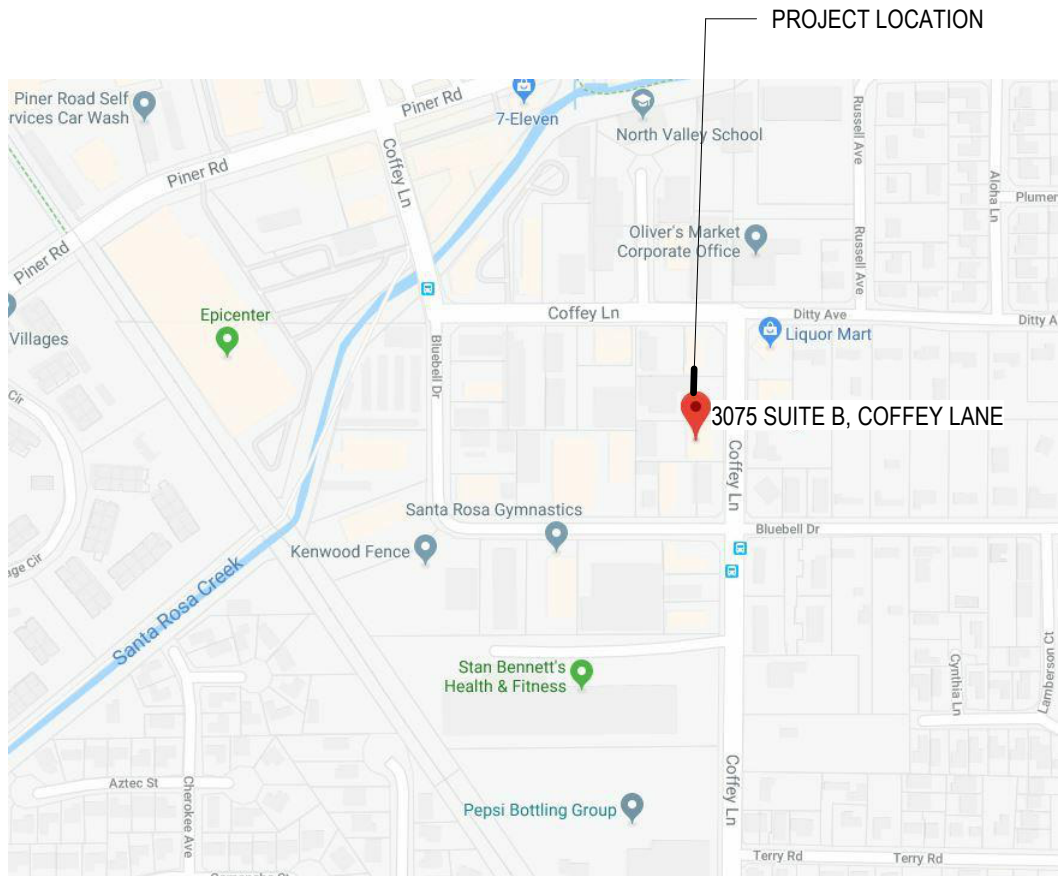 PROJECT LOCATION
Piner Road Self
rvices Car Wash
Piner Rd
7-Eleven
North Valley School
Russell Ave
Coffey Ln
Piner Rd
Aloha Ln
Plumer
Oliver's Market
Corporate Office
Russell Ave
Piner Rd
Epicenter
Coffey Ln
Ditty Ave
Ditty A
Villages
Liquor Mart
Bluebell Dr
Cir
3075 SUITE B, COFFEY LANE
Coffey Ln
Santa Rosa Gymnastics
Bluebell Dr
Kenwood Fence
age Cir
Santa Rosa Creek
Stan Bennett's
Health & Fitness
Cynthia Ln
Lamberson Ct
Aztec St
Cherokee Ave
Coffey Ln
Pepsi Bottling Group
Terry Rd
Terry Rd